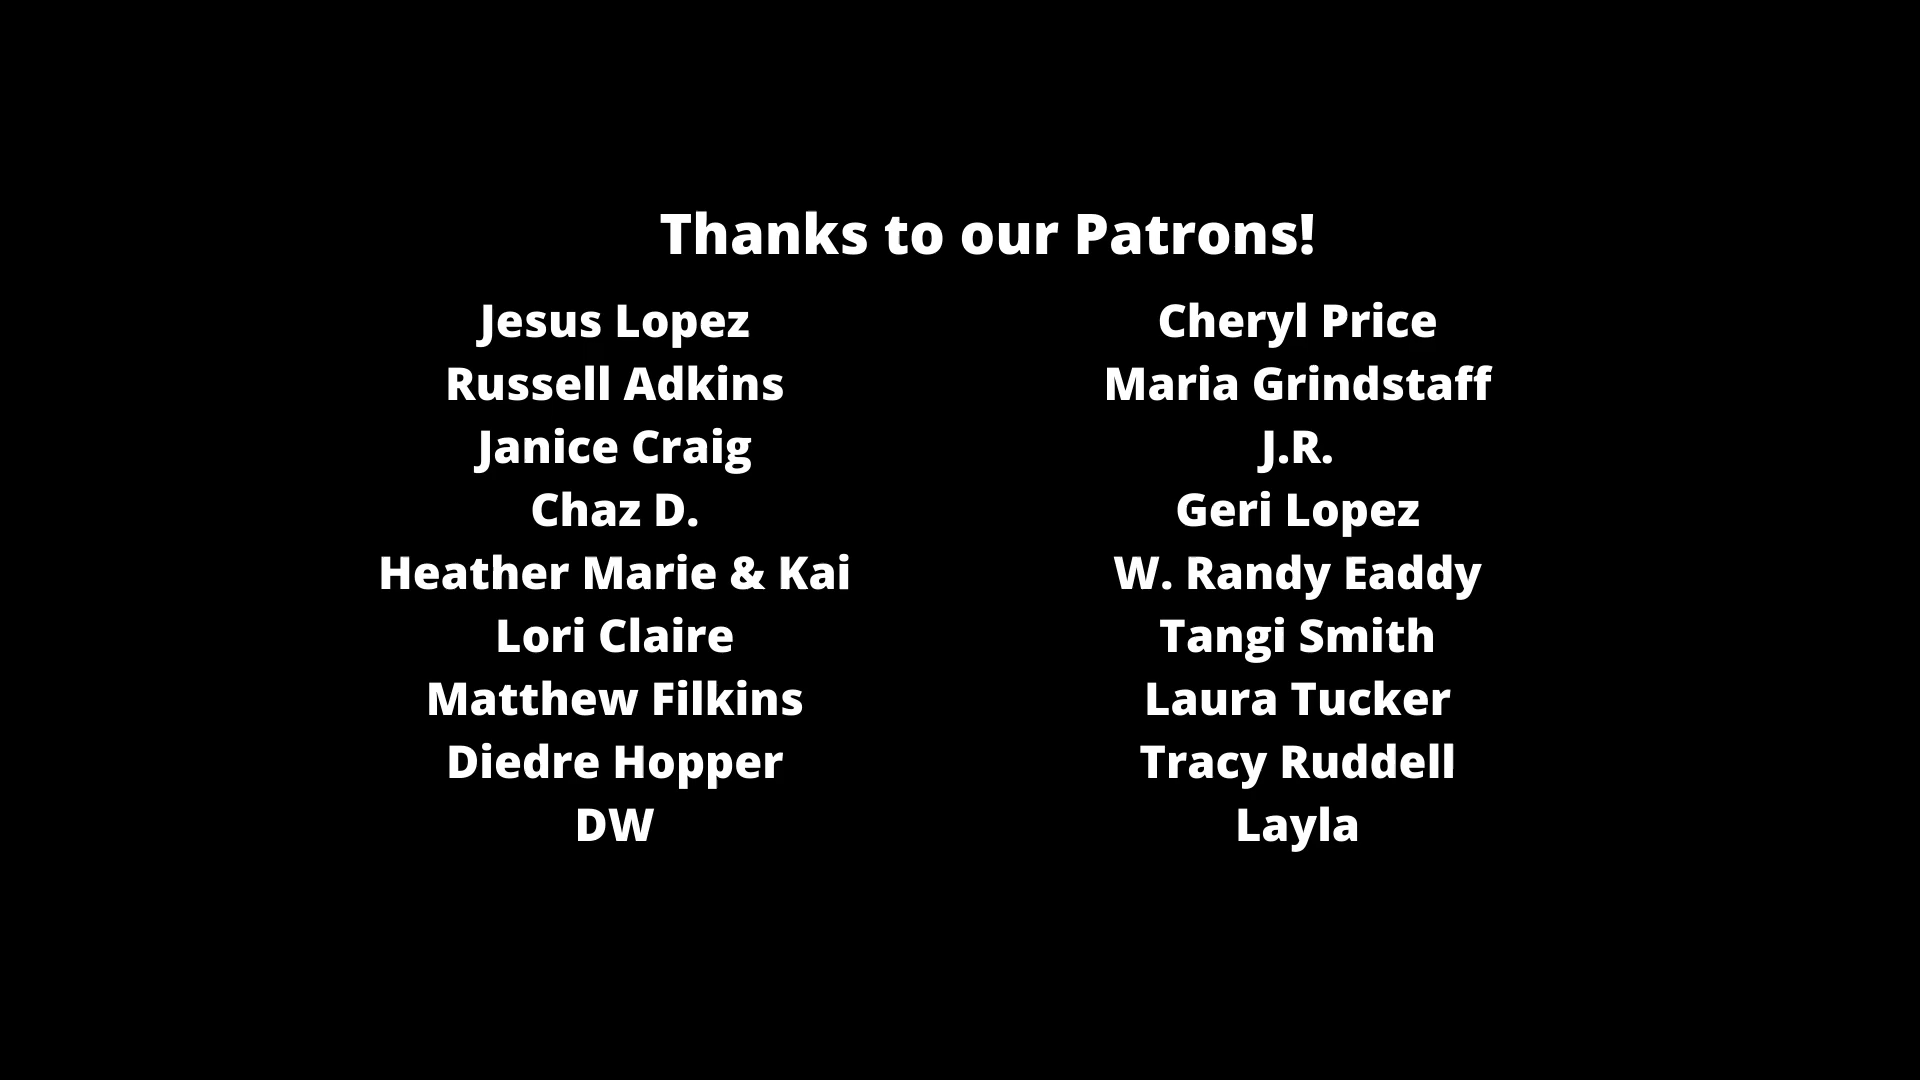 Thanks to our Patrons!
Jesus Lopez
Russell Adkins
Janice Craig
Chaz D.
Heather Marie & Kai
Lori Claire
Matthew Filkins
Diedre Hopper
DW
Cheryl Price
Maria Grindstaff
J.R.
Geri Lopez
W. Randy Eaddy
Tangi Smith
Laura Tucker
Tracy Ruddell
Layla